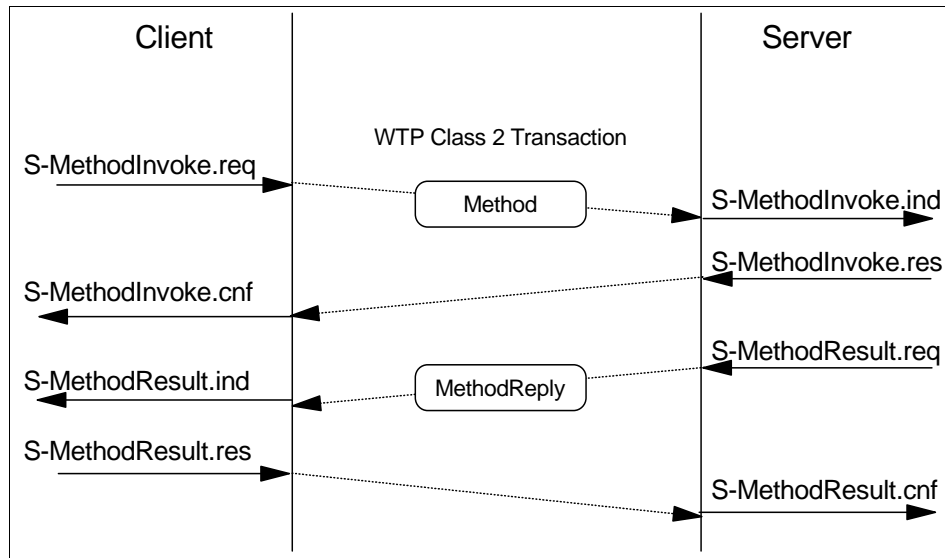 Client
Server
WTP Class 2 Transaction
S-MethodInvoke.req
Method
S-MethodInvoke.ind
S-MethodInvoke.res
S-MethodInvoke.cnf
S-MethodResult.req
S-MethodResult.ind
MethodReply
S-MethodResult.res
S-MethodResult.cnf